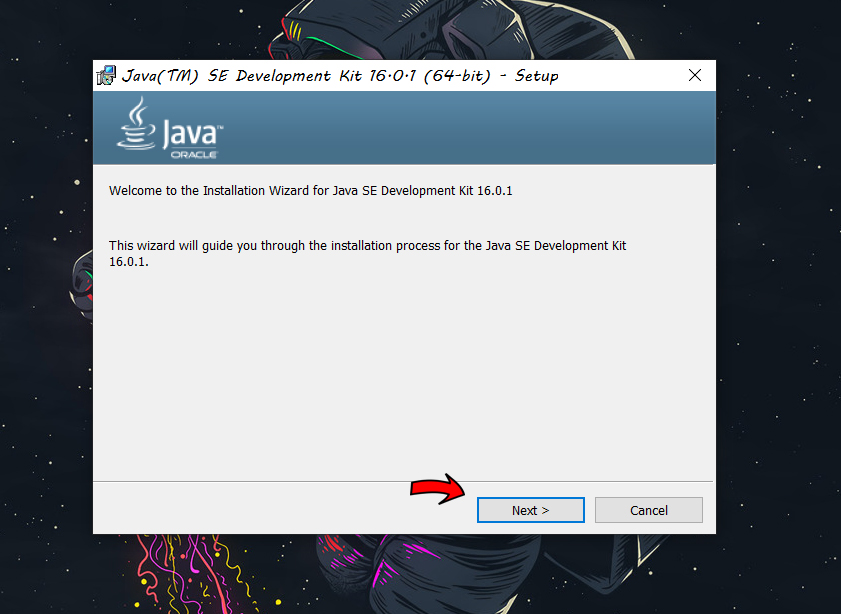 Java(TM) SE Development Kit 16.0.1 (64-bit) - Setup
Java™
ORACLE
Welcome to the Installation Wizard for Java SE Development Kit 16.0.1
This wizard will guide you through the installation process for the Java SE Development Kit
16.0.1.
Next >
Cancel